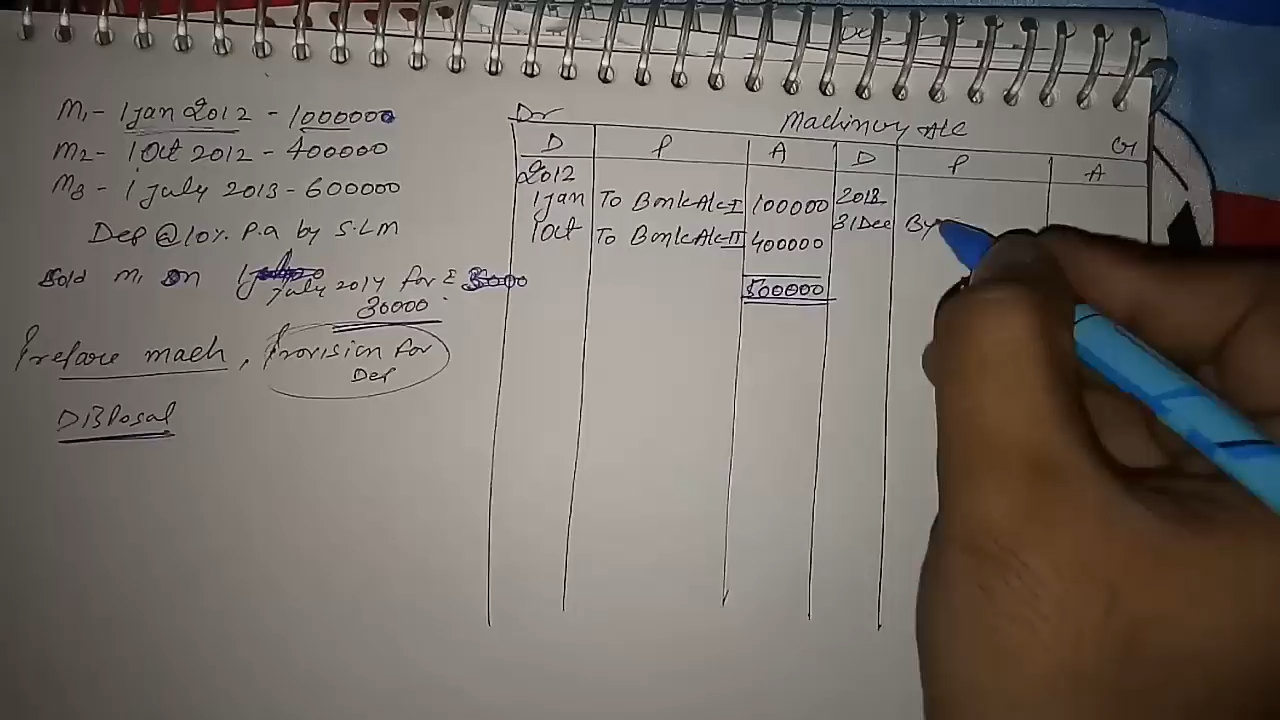 M1 - 1 Jan 2012 - 1000000
M2 - 1 Oct 2012 - 400000
M3 - 1 July 2013 - 600000
Dep @ 10%. P.a by S.L.M
Sold M1 on 1 July 2014 for
30000
Prepare mach, Provision for
Dep
Disposal
Dr Machinery A/c Cr
D P A D P A
2012
1 Jan To Bank A/c I 100000 2012
1 Oct To Bank A/c II 400000 31 Dec By
500000